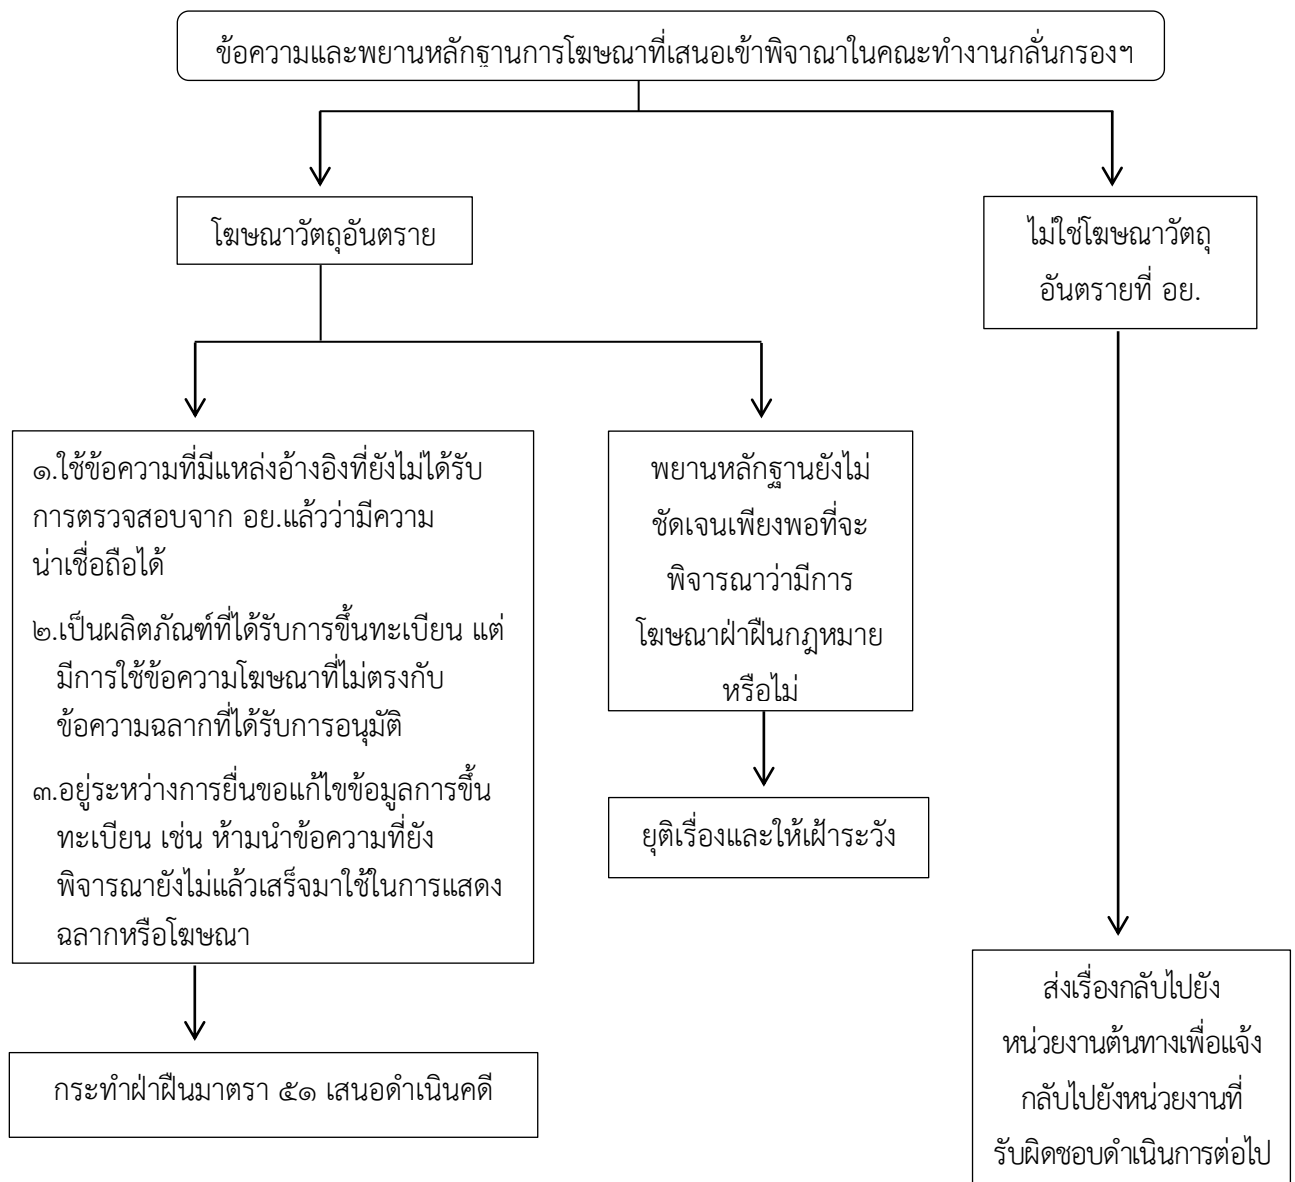 ข้อความและพยานหลักฐานการโฆษณาที่เสนอเข้าพิจาณาในคณะทำงานกลั่นกรองฯ
โฆษณาวัตถุอันตราย
ไม่ใช่โฆษณาวัตถุ
อันตรายที่ อย.
๑.ใช้ข้อความที่มีแหล่งอ้างอิงที่ยังไม่ได้รับ
การตรวจสอบจาก อย.แล้วว่ามีความ
น่าเชื่อถือได้
๒.เป็นผลิตภัณฑ์ที่ได้รับการขึ้นทะเบียน แต่
มีการใช้ข้อความโฆษณาที่ไม่ตรงกับ
ข้อความฉลากที่ได้รับการอนุมัติ
๓.อยู่ระหว่างการยื่นขอแก้ไขข้อมูลการขึ้น
ทะเบียน เช่น ห้ามนำข้อความที่ยัง
พิจารณายังไม่แล้วเสร็จมาใช้ในการแสดง
ฉลากหรือโฆษณา
พยานหลักฐานยังไม่
ชัดเจนเพียงพอที่จะ
พิจารณาว่ามีการ
โฆษณาฝ่าฝืนกฎหมาย
หรือไม่
ยุติเรื่องและให้เฝ้าระวัง
กระทำฝ่าฝืนมาตรา ๕๑ เสนอดำเนินคดี
ส่งเรื่องกลับไปยัง
หน่วยงานต้นทางเพื่อแจ้ง
กลับไปยังหน่วยงานที่
รับผิดชอบดำเนินการต่อไป